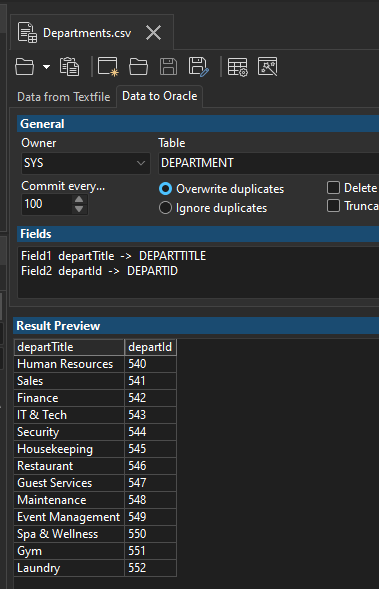 Departments.csv
Data from Textfile Data to Oracle
General
Owner Table
SYS DEPARTMENT
Commit every... Overwrite duplicates Delete
100 Ignore duplicates Trunca
Fields
Field1 departTitle -> DEPARTTITLE
Field2 departId -> DEPARTID
Result Preview
departTitle departId
Human Resources 540
Sales 541
Finance 542
IT & Tech 543
Security 544
Housekeeping 545
Restaurant 546
Guest Services 547
Maintenance 548
Event Management 549
Spa & Wellness 550
Gym 551
Laundry 552